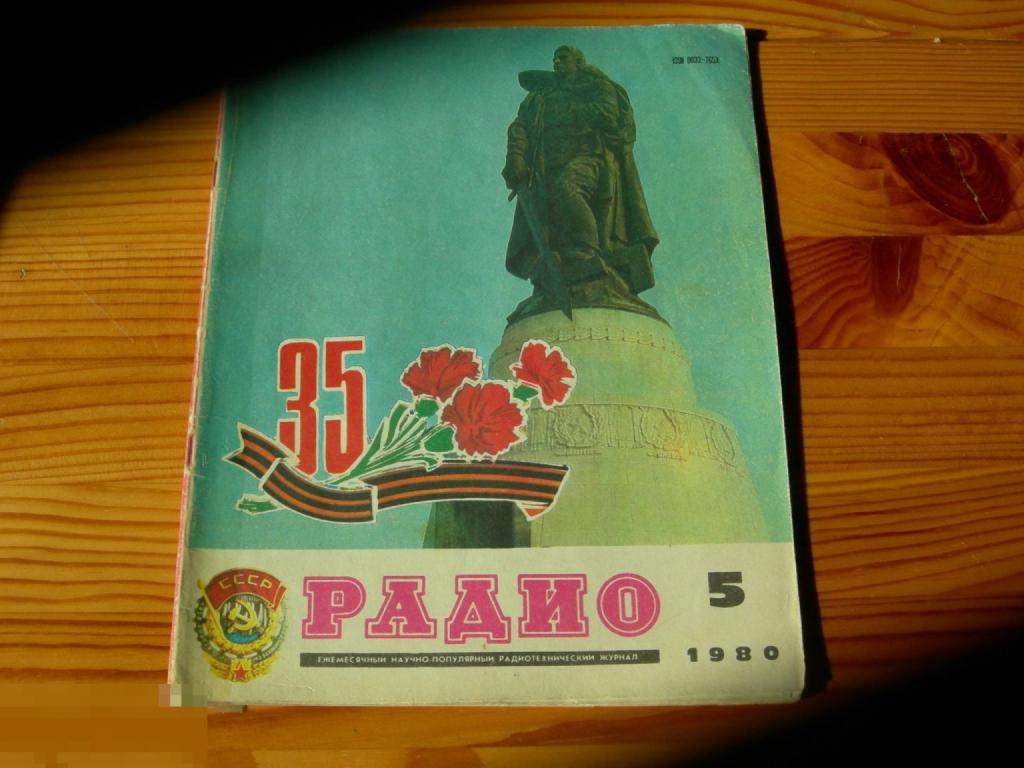 ISSN 0033-765X
35
СССР
РАДИО
5
ЕЖЕМЕСЯЧНЫЙ НАУЧНО-ПОПУЛЯРНЫЙ РАДИОТЕХНИЧЕСКИЙ ЖУРНАЛ
1980